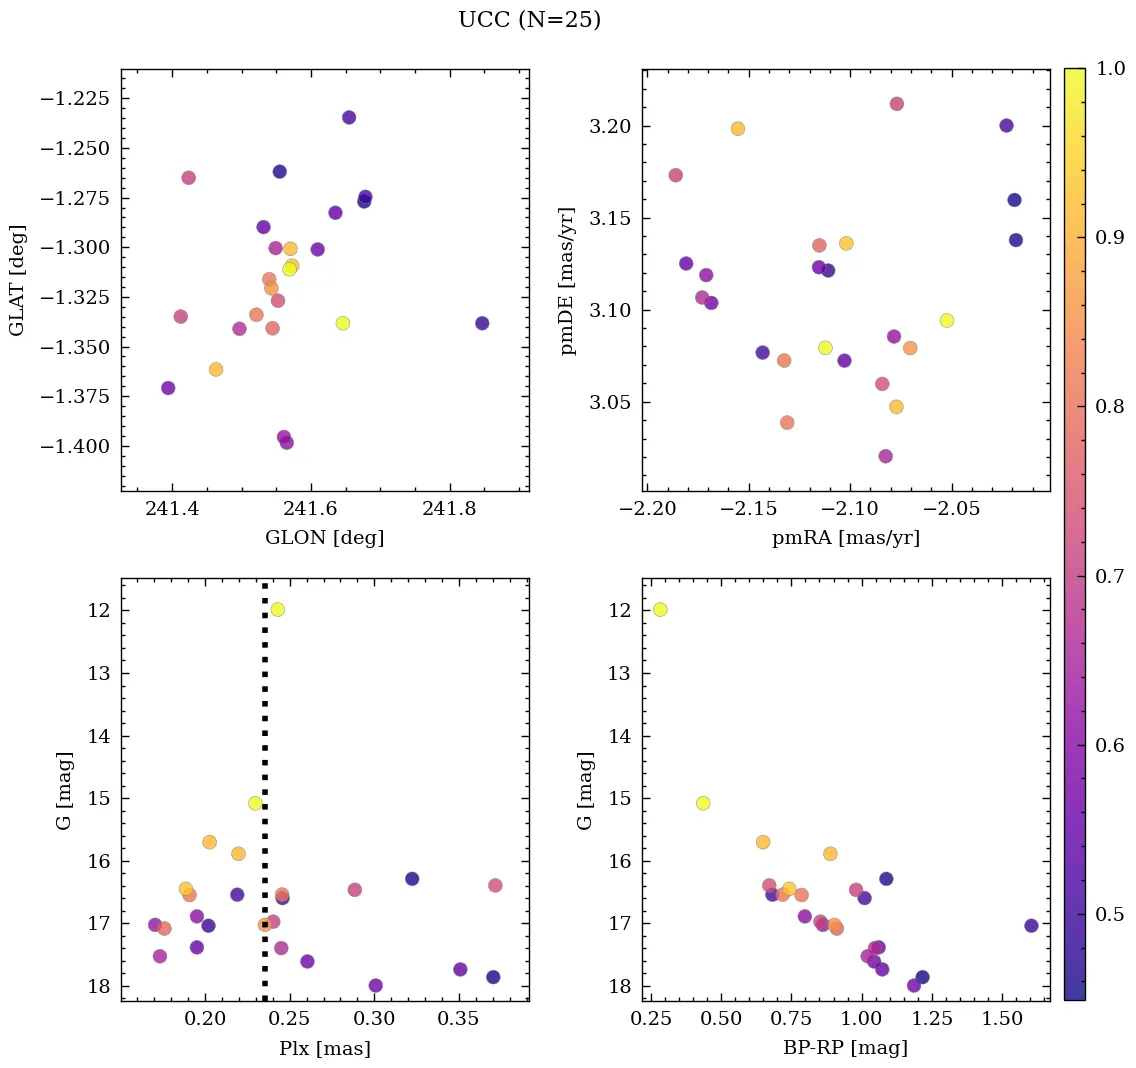 UCC (N=25)
−1.225
−1.250
−1.275
−1.300
−1.325
−1.350
−1.375
−1.400
GLAT [deg]
241.4 241.6 241.8
GLON [deg]
3.20
3.15
3.10
3.05
pmDE [mas/yr]
−2.20 −2.15 −2.10 −2.05
pmRA [mas/yr]
1.0
0.9
0.8
0.7
0.6
0.5
12
13
14
15
16
17
18
G [mag]
0.20 0.25 0.30 0.35
Plx [mas]
12
13
14
15
16
17
18
G [mag]
0.25 0.50 0.75 1.00 1.25 1.50
BP-RP [mag]